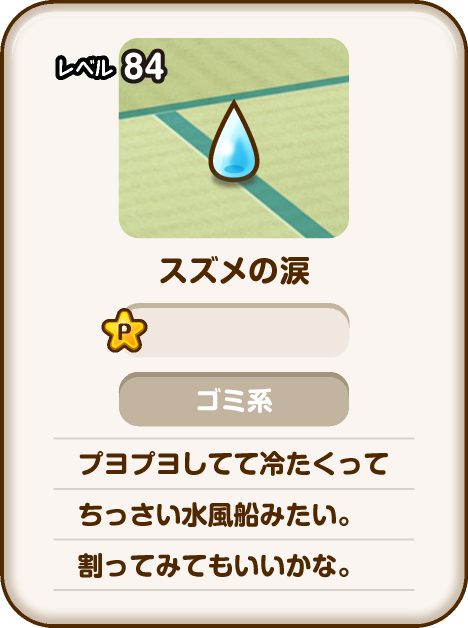 レベル 84
スズメの涙
P
ゴミ系
プヨプヨしてて冷たくって
ちっさい水風船みたい。
割ってみてもいいかな。